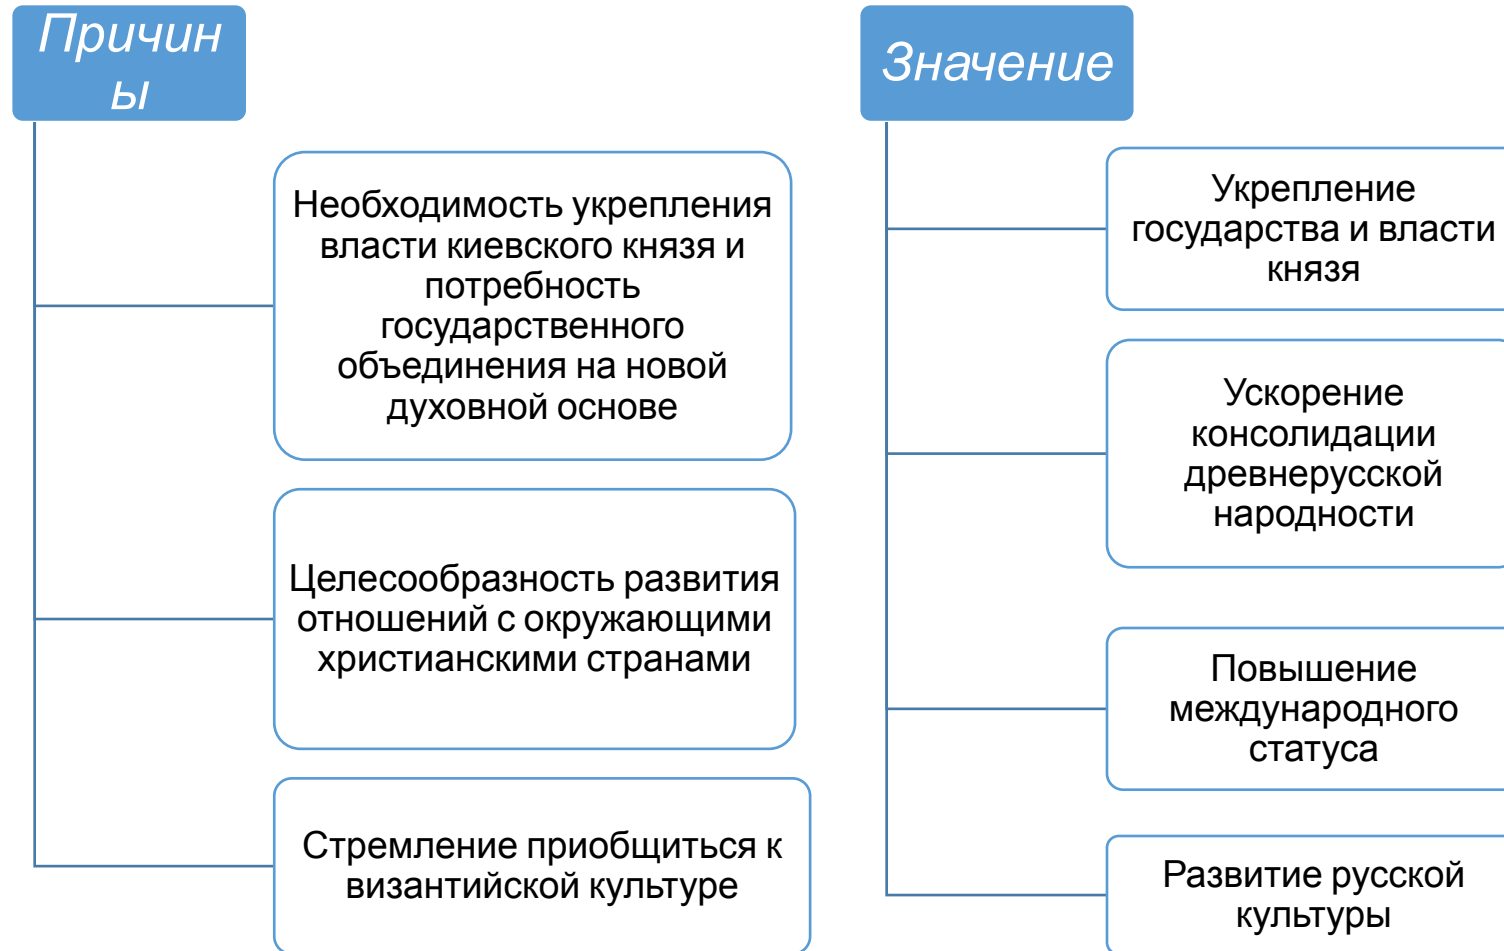 Причин
ы
Необходимость укрепления
власти киевского князя и
потребность
государственного
объединения на новой
духовной основе
Целесообразность развития
отношений с окружающими
христианскими странами
Стремление приобщиться к
византийской культуре
Значение
Укрепление
государства и власти
князя
Ускорение
консолидации
древнерусской
народности
Повышение
международного
статуса
Развитие русской
культуры